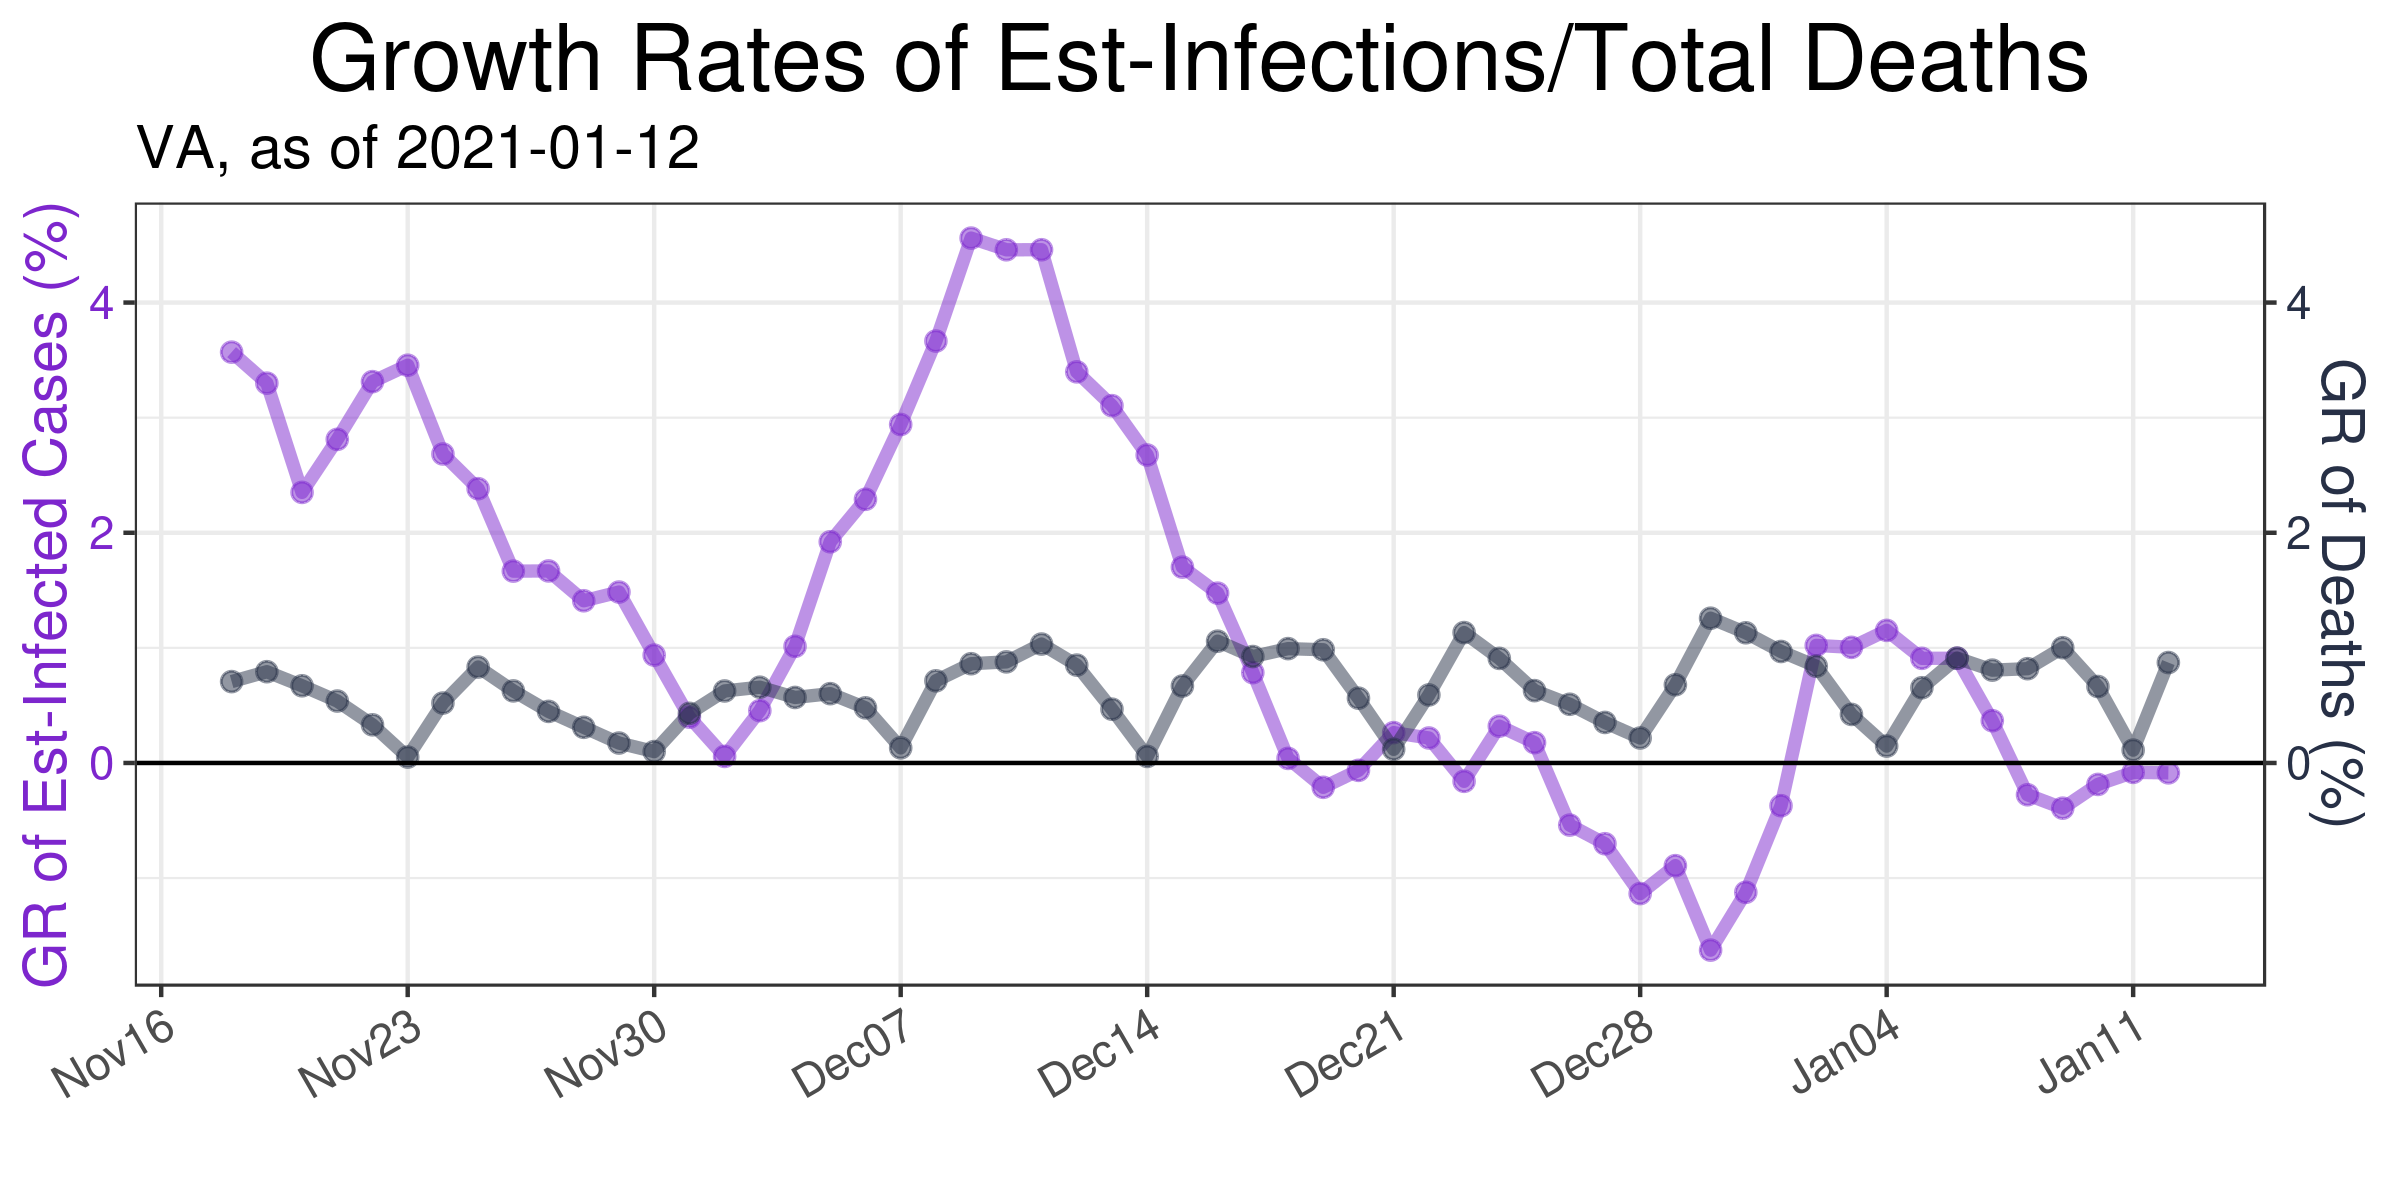 Growth Rates of Est-Infections/Total Deaths
VA, as of 2021-01-12
GR of Est-Infected Cases (%)
4
2
0
4
2
0
GR of Deaths (%)
Nov16
Nov23
Nov30
Dec07
Dec14
Dec21
Dec28
Jan04
Jan11